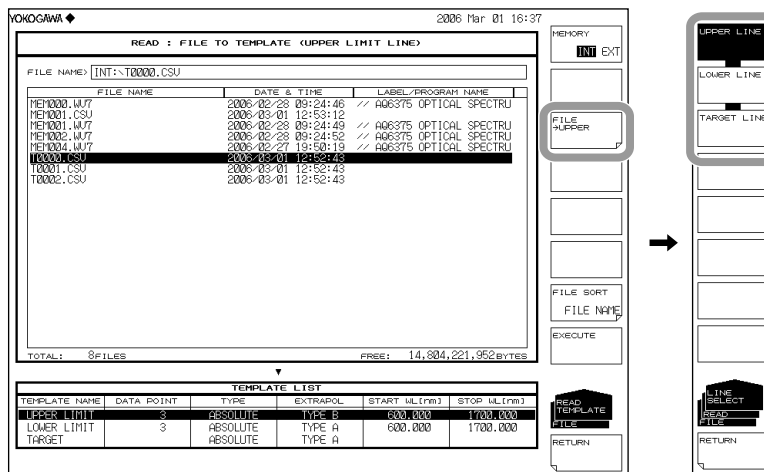 YOKOGAWA ◆ 2006 Mar 01 16:37
READ : FILE TO TEMPLATE (UPPER LIMIT LINE)
FILE NAME> INT:\T0000.CSV
FILE NAME DATE & TIME LABEL/PROGRAM NAME
MEM000.WU7 2006/02/28 09:24:46 // AQ6375 OPTICAL SPECTRU
MEM001.CSV 2006/03/01 12:53:12
MEM001.WU7 2006/02/28 09:24:49 // AQ6375 OPTICAL SPECTRU
MEM002.WU7 2006/02/28 09:24:52 // AQ6375 OPTICAL SPECTRU
MEM004.WU7 2006/02/27 19:50:19 // AQ6375 OPTICAL SPECTRU
T0000.CSV 2006/03/01 12:52:43
T0001.CSV 2006/03/01 12:52:43
T0002.CSV 2006/03/01 12:52:43
TOTAL: 8FILES FREE: 14,804,221,952BYTES
TEMPLATE LIST
TEMPLATE NAME DATA POINT TYPE EXTRAPOL START WL[nm] STOP WL[nm]
UPPER LIMIT 3 ABSOLUTE TYPE B 600.000 1700.000
LOWER LIMIT 3 ABSOLUTE TYPE A 600.000 1700.000
TARGET ABSOLUTE TYPE A
MEMORY
INT EXT
FILE
→UPPER
FILE SORT
FILE NAME
EXECUTE
READ
TEMPLATE
FILE
RETURN
UPPER LINE
LOWER LINE
TARGET LINE
LINE
SELECT
READ
FILE
RETURN